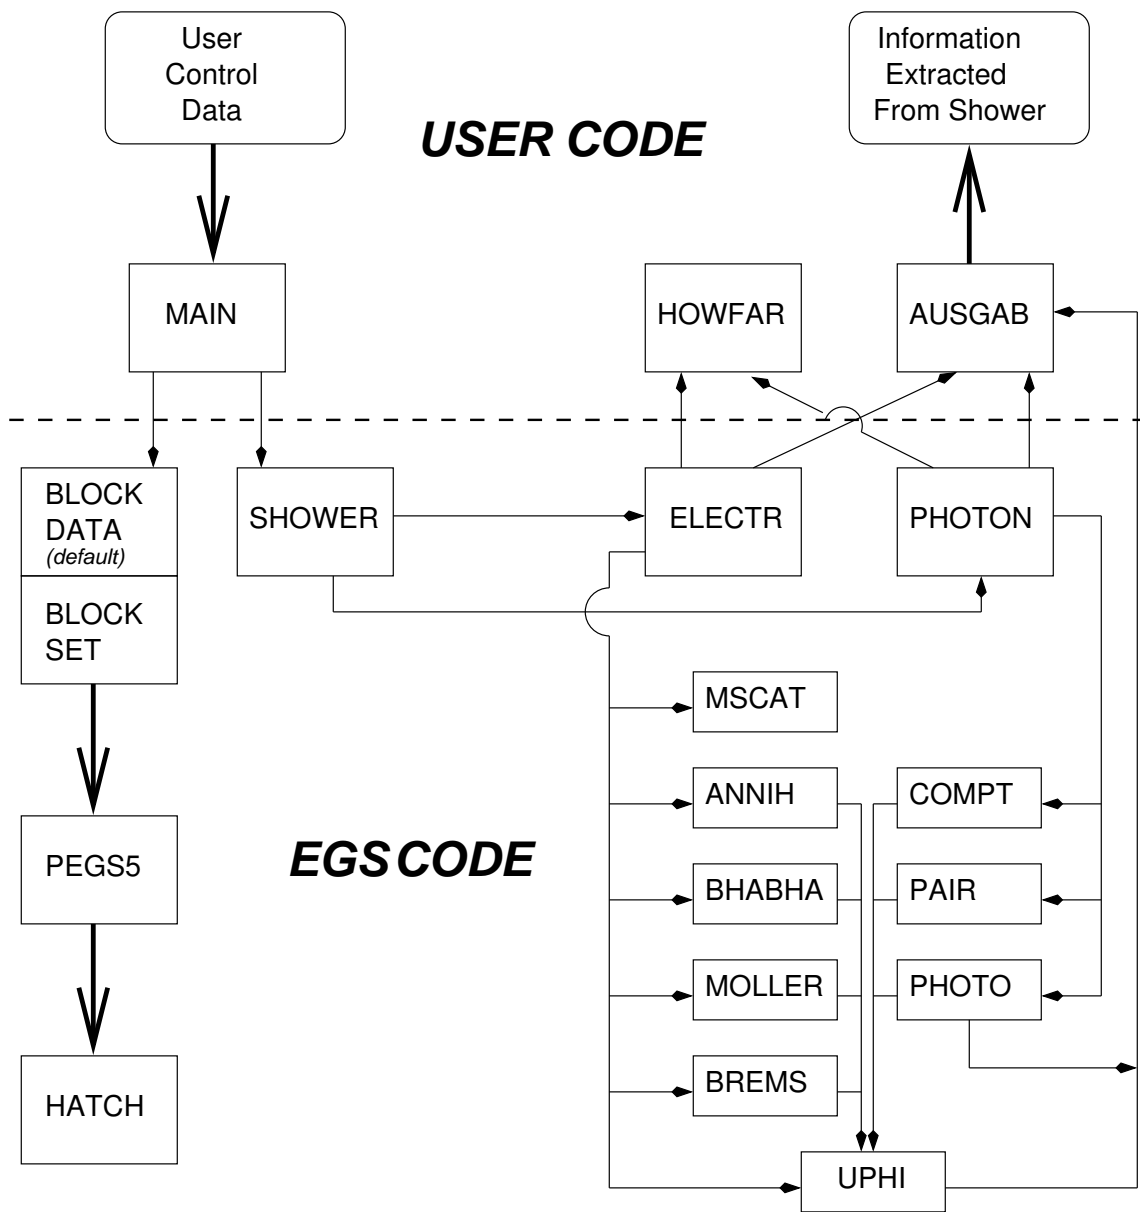 User
Control
Data
Information
Extracted
From Shower
USER CODE
MAIN
HOWFAR
AUSGAB
BLOCK
DATA
(default)
SHOWER
ELECTR
PHOTON
BLOCK
SET
MSCAT
ANNIH
COMPT
PEGS5
EGS CODE
BHABHA
PAIR
MOLLER
PHOTO
BREMS
HATCH
UPHI